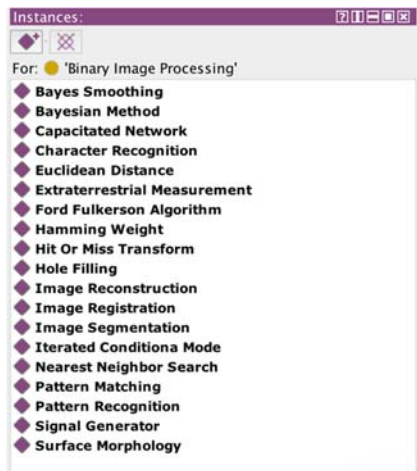 Instances:
For: 'Binary Image Processing'
Bayes Smoothing
Bayesian Method
Capacitated Network
Character Recognition
Euclidean Distance
Extraterrestrial Measurement
Ford Fulkerson Algorithm
Hamming Weight
Hit Or Miss Transform
Hole Filling
Image Reconstruction
Image Registration
Image Segmentation
Iterated Conditiona Mode
Nearest Neighbor Search
Pattern Matching
Pattern Recognition
Signal Generator
Surface Morphology